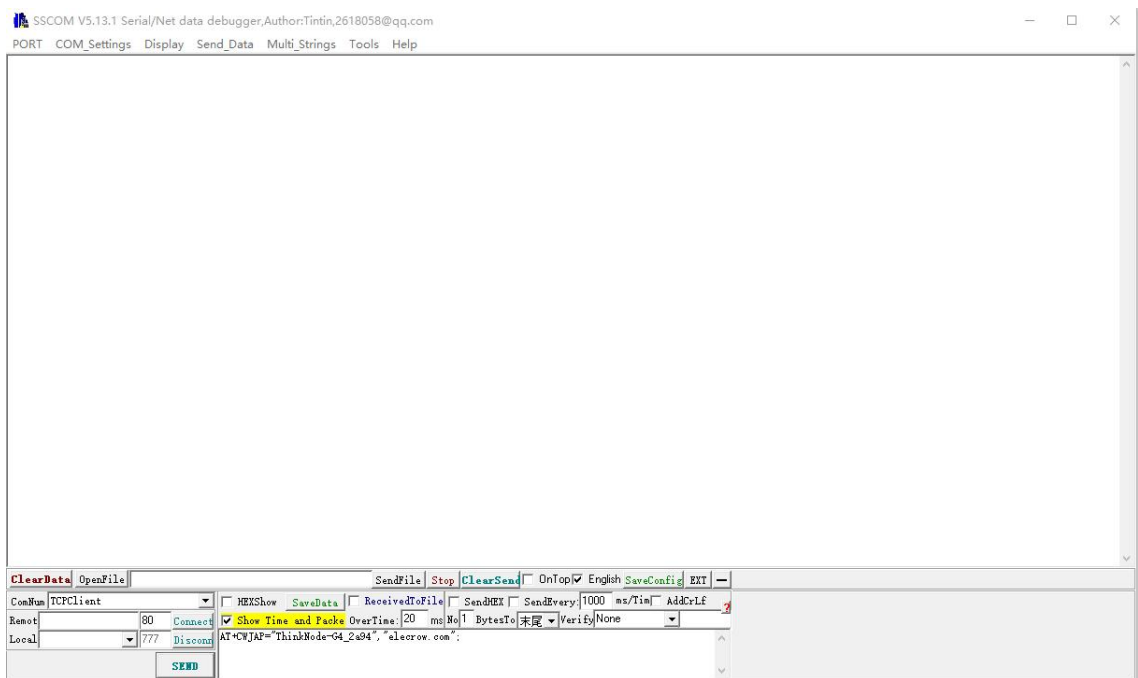 SSCOM V5.13.1 Serial/Net data debugger,Author:Tintin,2618058@qq.com
PORT COM_Settings Display Send_Data Multi_Strings Tools Help
ClearData OpenFile SendFile Stop ClearSend OnTop English SaveConfig EXT
ComNum TCPClient HEXShow SaveData ReceivedToFile SendHEX SendEvery: 1000 ms/Tim AddCrLf ?
Remot 80 Connect Show Time and Packe OverTime: 20 ms No 1 BytesTo 末尾 Verify None
Local 777 Disconn AT+CWJAP="ThinkNode-G4_2a94","elecrow.com";
SEND